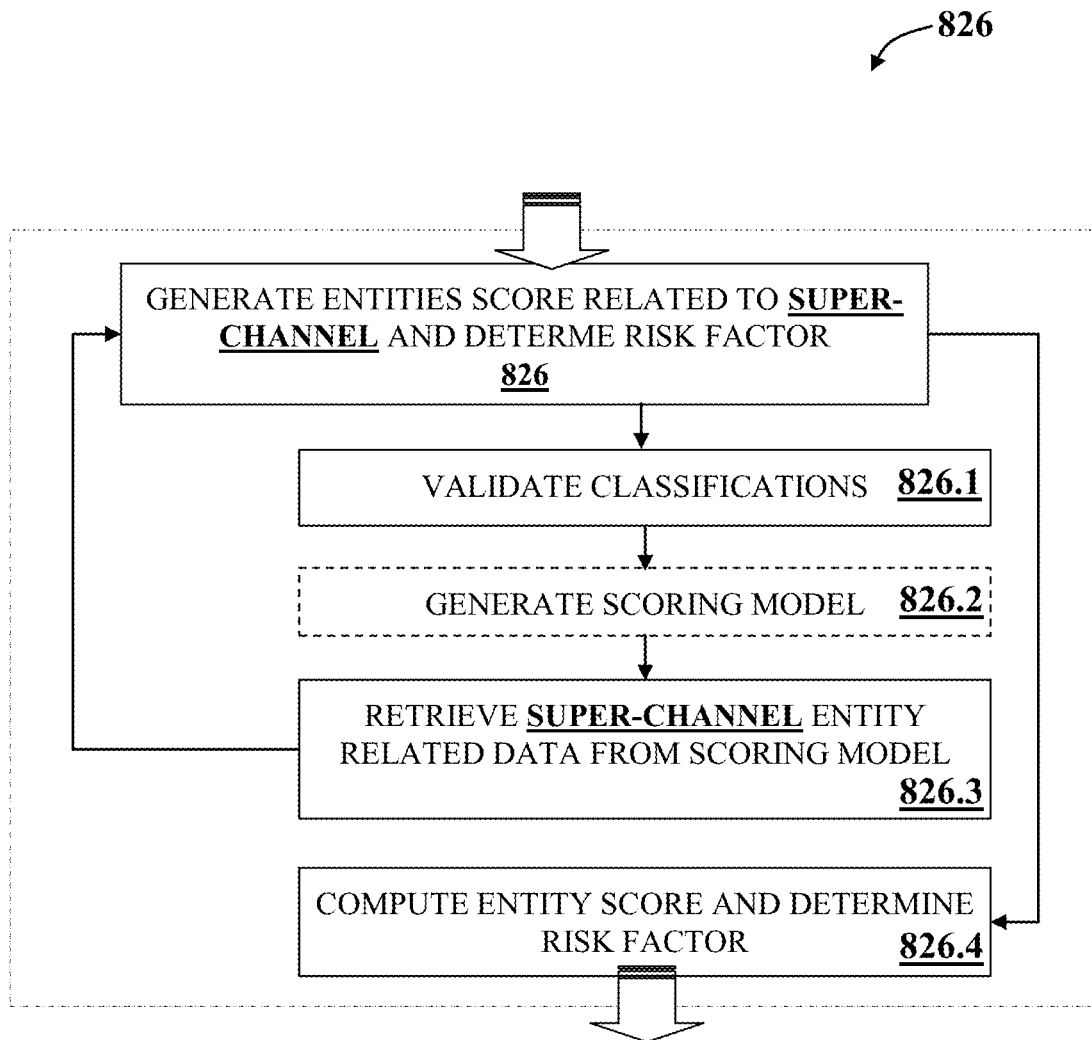 826
GENERATE ENTITIES SCORE RELATED TO SUPER-
CHANNEL AND DETERME RISK FACTOR
826
VALIDATE CLASSIFICATIONS 826.1
GENERATE SCORING MODEL 826.2
RETRIEVE SUPER-CHANNEL ENTITY
RELATED DATA FROM SCORING MODEL
826.3
COMPUTE ENTITY SCORE AND DETERMINE
RISK FACTOR 826.4